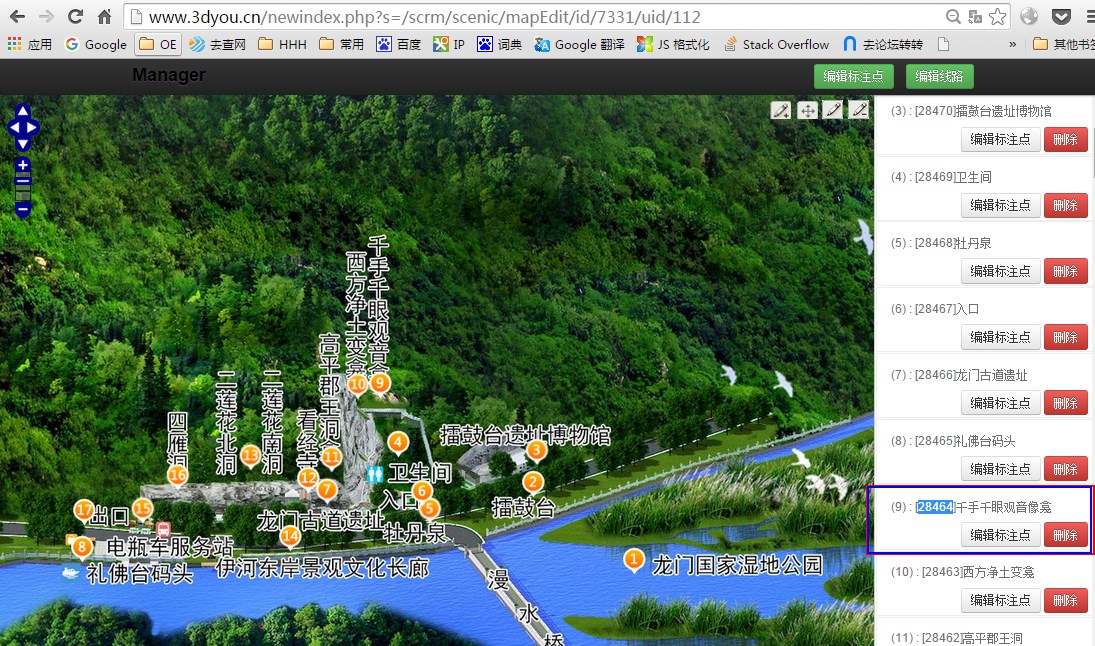 www.3dyou.cn/newindex.php?s=/scrm/scenic/mapEdit/id/7331/uid/112
应用 Google OE 去查网 HHH 常用 百度 IP 词典 Google 翻译 JS 格式化 Stack Overflow 去论坛转转 » 其他书签
Manager 编辑标注点 编辑线路
(3) : [28470]擂鼓台遗址博物馆
编辑标注点 删除
(4) : [28469]卫生间
编辑标注点 删除
(5) : [28468]牡丹泉
编辑标注点 删除
(6) : [28467]入口
编辑标注点 删除
(7) : [28466]龙门古道遗址
编辑标注点 删除
(8) : [28465]礼佛台码头
编辑标注点 删除
(9) : [28464]千手千眼观音像龛
编辑标注点 删除
(10) : [28463]西方净土变龛
编辑标注点 删除
(11) : [28462]高平郡王洞
千手千眼观音龛
西方净土变龛
高平郡王洞
二莲花南洞
二莲花北洞
看经寺
四雁洞
10 9
4
擂鼓台遗址博物馆
3
13 11
16 12 7
卫生间
2
擂鼓台
入口 6
5
17 出口 15
龙门古道遗址
牡丹泉
14
8 电瓶车服务站
礼佛台码头
伊河东岸景观文化长廊
1 龙门国家湿地公园
漫水桥